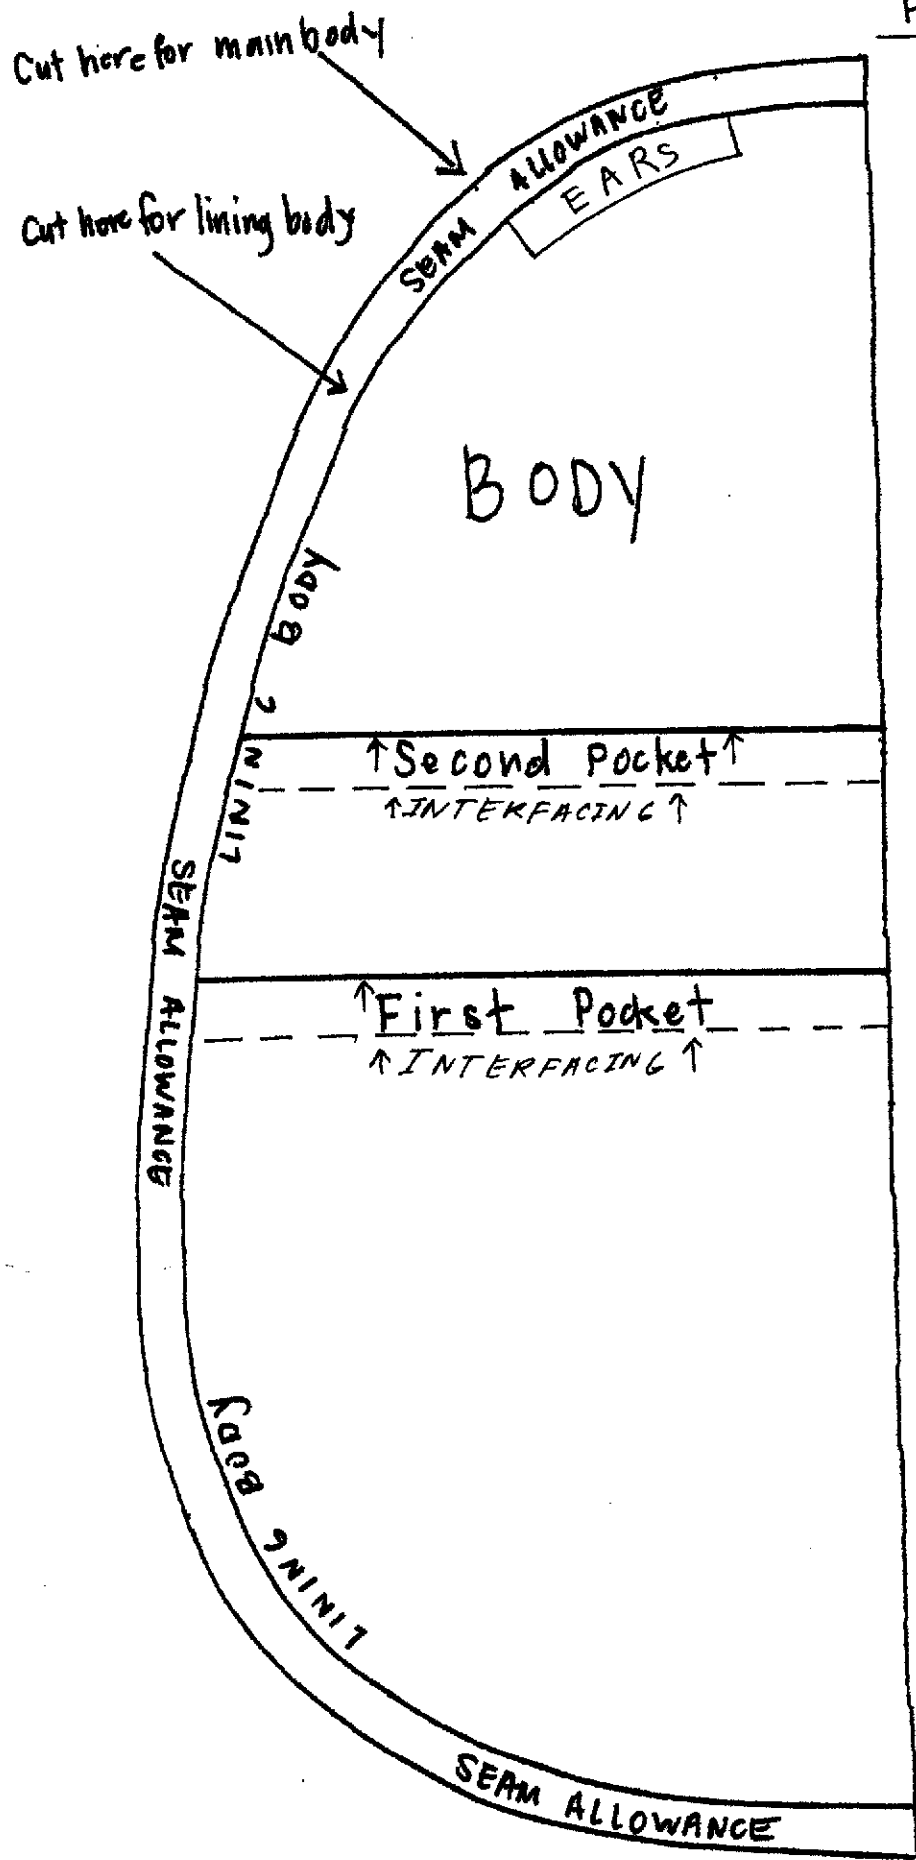 Cut here for main body
SEAM ALLOWANCE
EARS
Cut here for lining body
BODY
LINING BODY
↑Second Pocket↑
↑INTERFACING↑
SEAM ALLOWANCE
↑First Pocket
↑INTERFACING↑
LINING BODY
SEAM ALLOWANCE